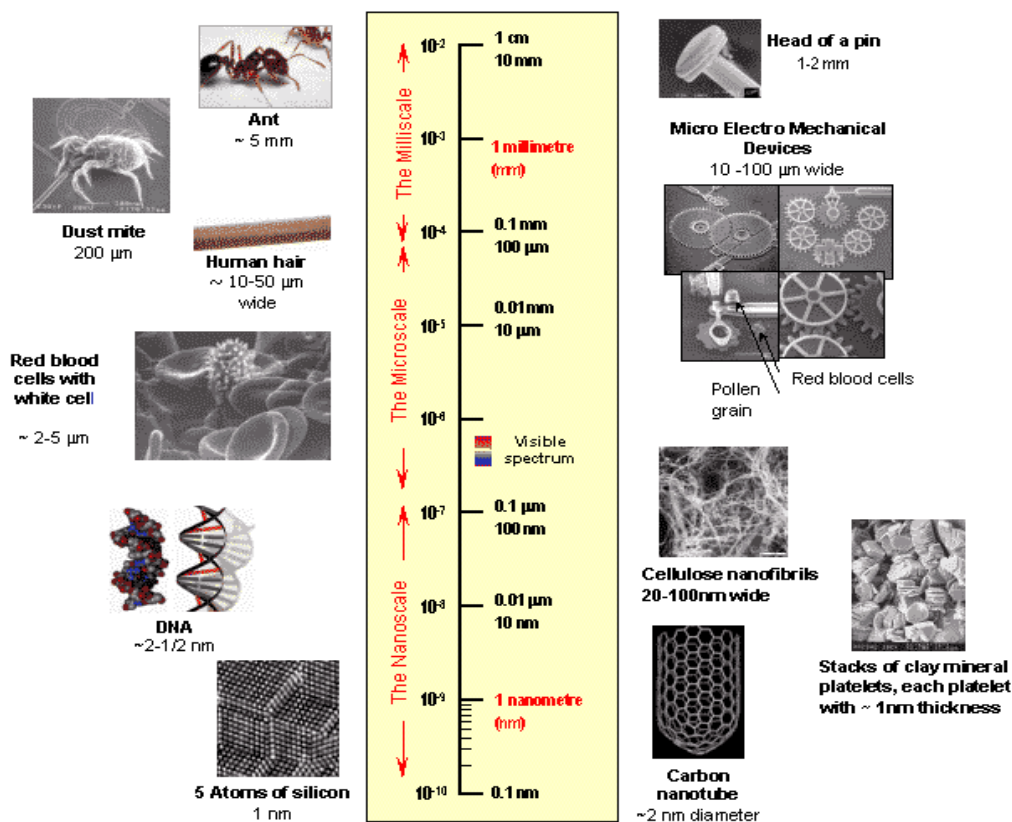 Ant
~ 5 mm
Dust mite
200 µm
Human hair
~ 10-50 µm
wide
Red blood
cells with
white cell
~ 2-5 µm
DNA
~2-1/2 nm
5 Atoms of silicon
1 nm
The Milliscale
The Microscale
The Nanoscale
10⁻²
1 cm
10 mm
10⁻³
1 millimetre
(mm)
10⁻⁴
0.1 mm
100 µm
10⁻⁵
0.01 mm
10 µm
10⁻⁶
Visible
spectrum
10⁻⁷
0.1 µm
100 nm
10⁻⁸
0.01 µm
10 nm
10⁻⁹
1 nanometre
(nm)
10⁻¹⁰
0.1 nm
Head of a pin
1-2 mm
Micro Electro Mechanical
Devices
10 -100 µm wide
Pollen
grain
Red blood cells
Cellulose nanofibrils
20-100nm wide
Stacks of clay mineral
platelets, each platelet
with ~ 1nm thickness
Carbon
nanotube
~2 nm diameter